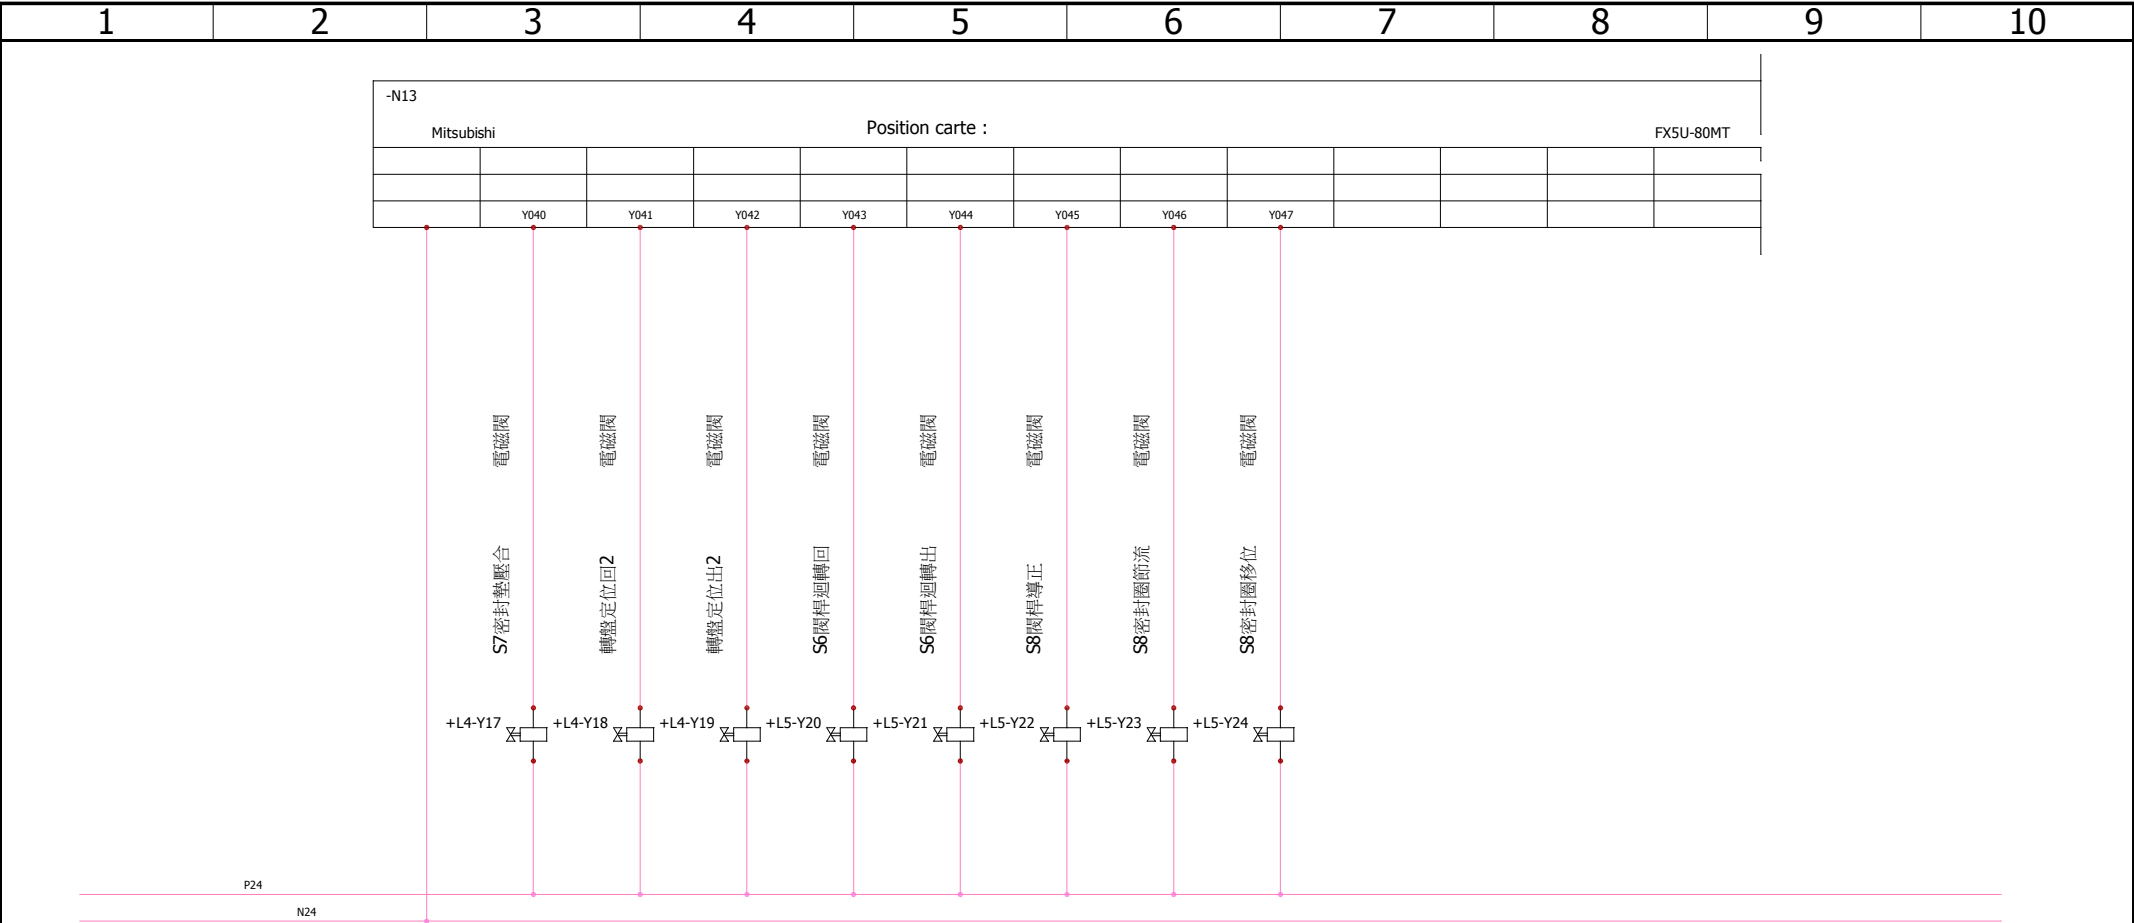 1 2 3 4 5 6 7 8 9 10
-N13
Mitsubishi Position carte : FX5U-80MT
Y040 Y041 Y042 Y043 Y044 Y045 Y046 Y047
電磁閥 電磁閥 電磁閥 電磁閥 電磁閥 電磁閥 電磁閥 電磁閥
S7密封墊壓合
轉盤定位回2
轉盤定位出2
S6閥桿迴轉回
S6閥桿迴轉出
S8閥桿導正
S8密封圈節流
S8密封圈移位
+L4-Y17 +L4-Y18 +L4-Y19 +L5-Y20 +L5-Y21 +L5-Y22 +L5-Y23 +L5-Y24
P24
N24